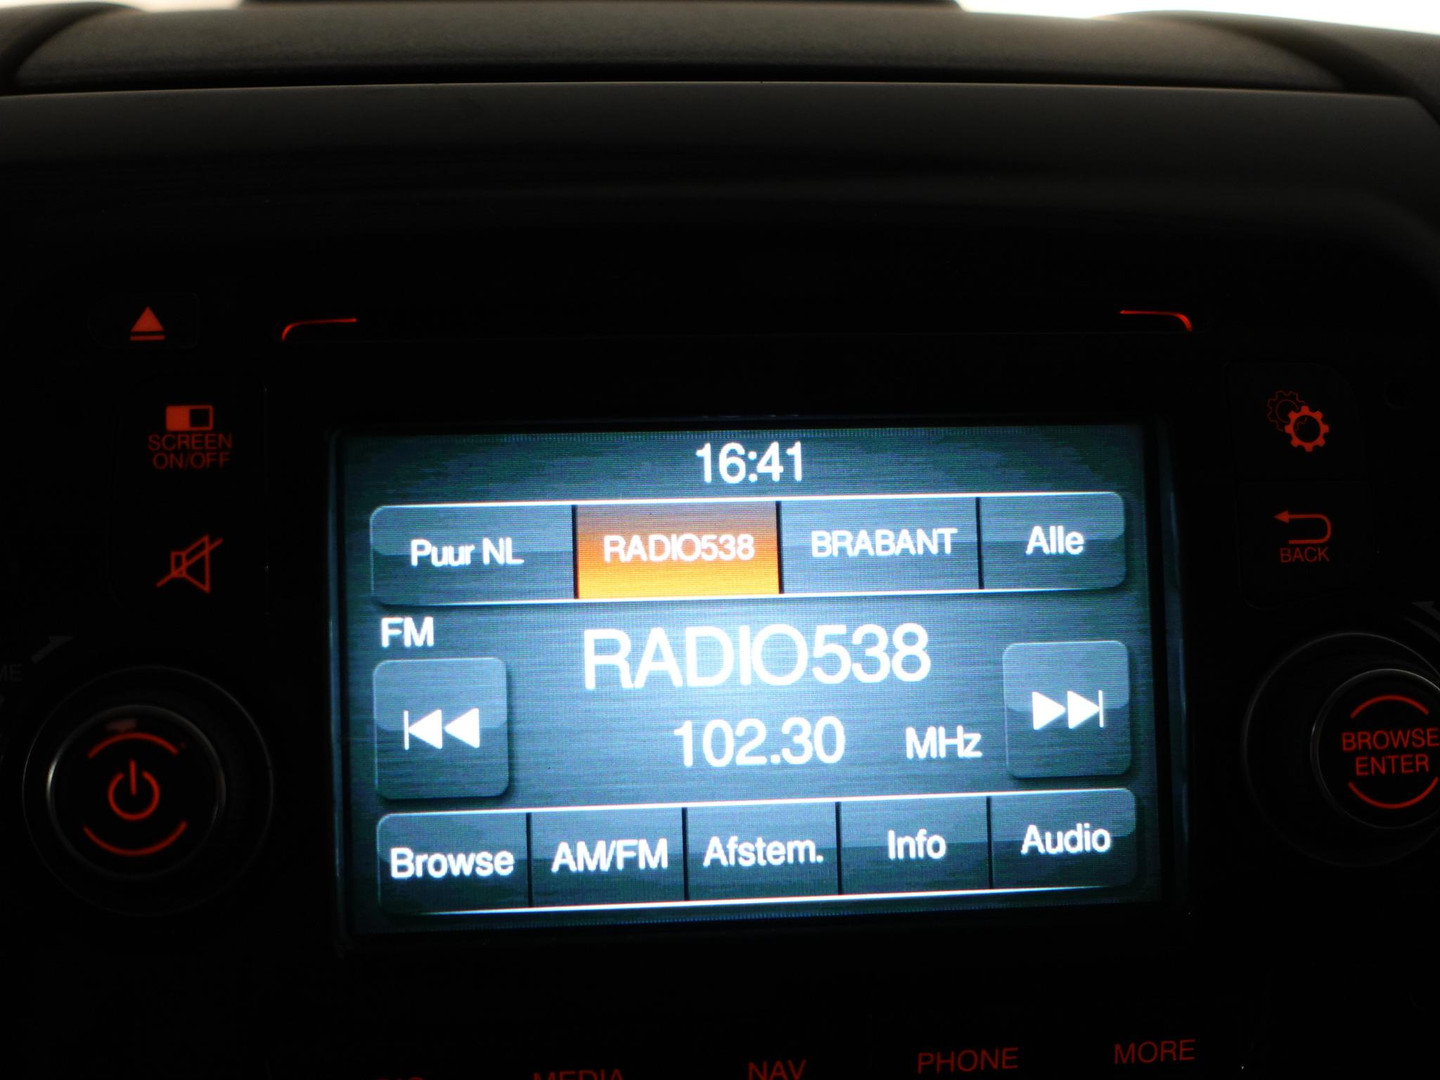 SCREEN
ON/OFF
16:41
Puur NL RADIO538 BRABANT Alle
BACK
FM
RADIO538
102.30 MHz
BROWSE
ENTER
Browse AM/FM Afstem. Info Audio
MEDIA NAV PHONE MORE